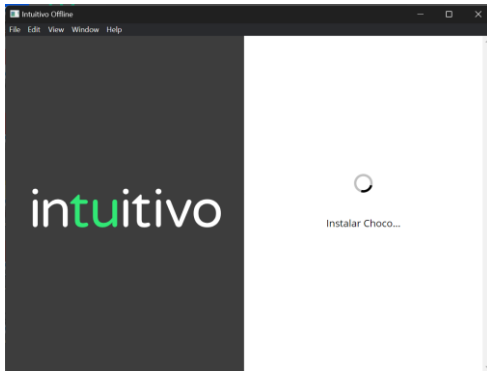 Intuitivo Offline
File Edit View Window Help
intuitivo
Instalar Choco...